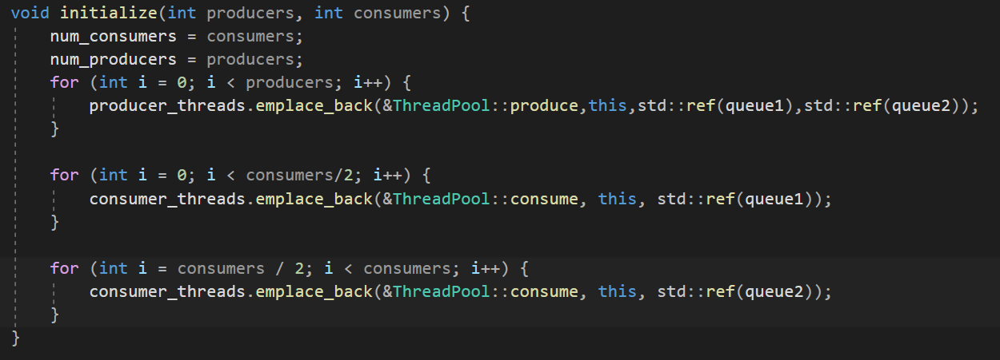 void initialize(int producers, int consumers) {
    num_consumers = consumers;
    num_producers = producers;
    for (int i = 0; i < producers; i++) {
        producer_threads.emplace_back(&ThreadPool::produce,this,std::ref(queue1),std::ref(queue2));
    }

    for (int i = 0; i < consumers/2; i++) {
        consumer_threads.emplace_back(&ThreadPool::consume, this, std::ref(queue1));
    }

    for (int i = consumers / 2; i < consumers; i++) {
        consumer_threads.emplace_back(&ThreadPool::consume, this, std::ref(queue2));
    }
}